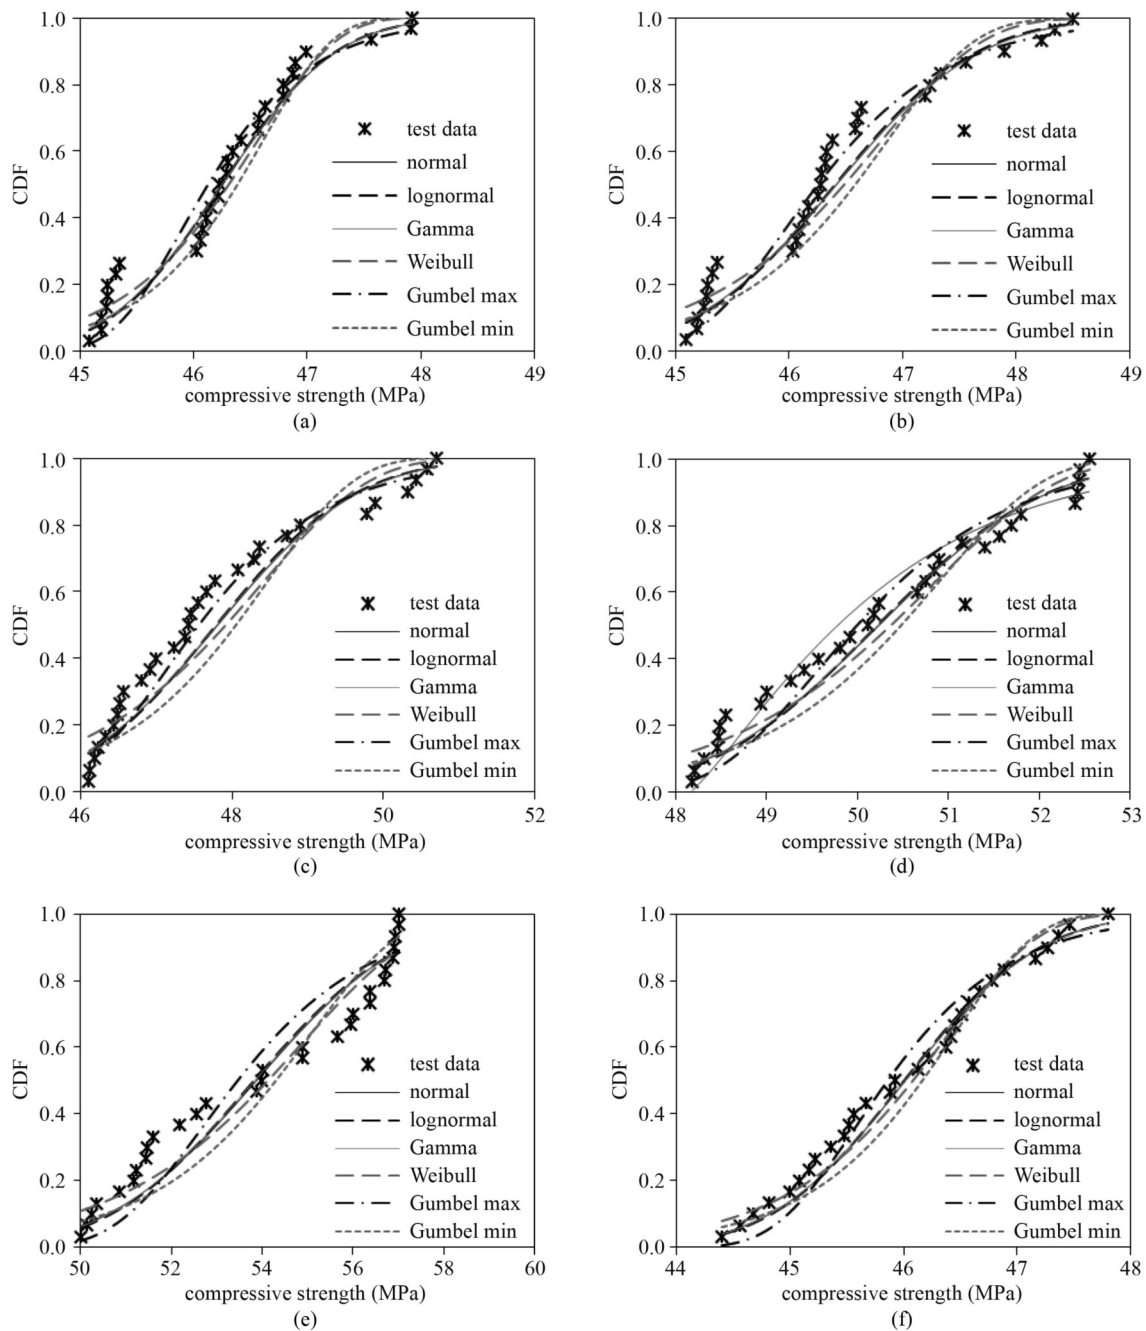 1.0
0.8
0.6
0.4
0.2
0.0
CDF
test data
normal
lognormal
Gamma
Weibull
Gumbel max
Gumbel min
45 46 47 48 49
compressive strength (MPa)
(a)
1.0
0.8
0.6
0.4
0.2
0.0
CDF
test data
normal
lognormal
Gamma
Weibull
Gumbel max
Gumbel min
45 46 47 48 49
compressive strength (MPa)
(b)
1.0
0.8
0.6
0.4
0.2
0.0
CDF
test data
normal
lognormal
Gamma
Weibull
Gumbel max
Gumbel min
46 48 50 52
compressive strength (MPa)
(c)
1.0
0.8
0.6
0.4
0.2
0.0
CDF
test data
normal
lognormal
Gamma
Weibull
Gumbel max
Gumbel min
48 49 50 51 52 53
compressive strength (MPa)
(d)
1.0
0.8
0.6
0.4
0.2
0.0
CDF
test data
normal
lognormal
Gamma
Weibull
Gumbel max
Gumbel min
50 52 54 56 58 60
compressive strength (MPa)
(e)
1.0
0.8
0.6
0.4
0.2
0.0
CDF
test data
normal
lognormal
Gamma
Weibull
Gumbel max
Gumbel min
44 45 46 47 48
compressive strength (MPa)
(f)